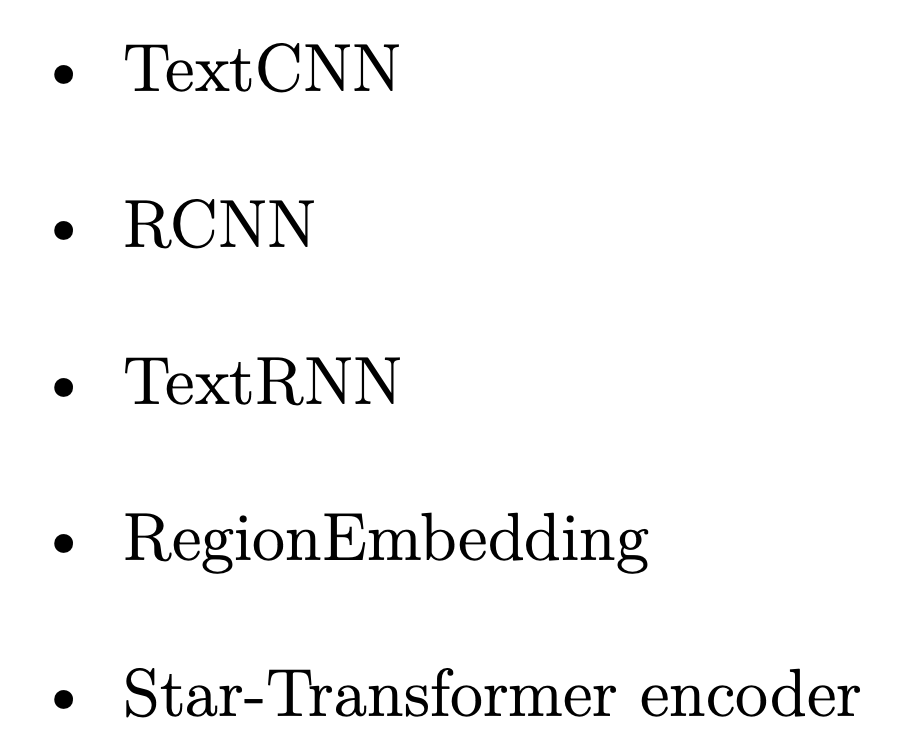 • TextCNN
• RCNN
• TextRNN
• RegionEmbedding
• Star-Transformer encoder